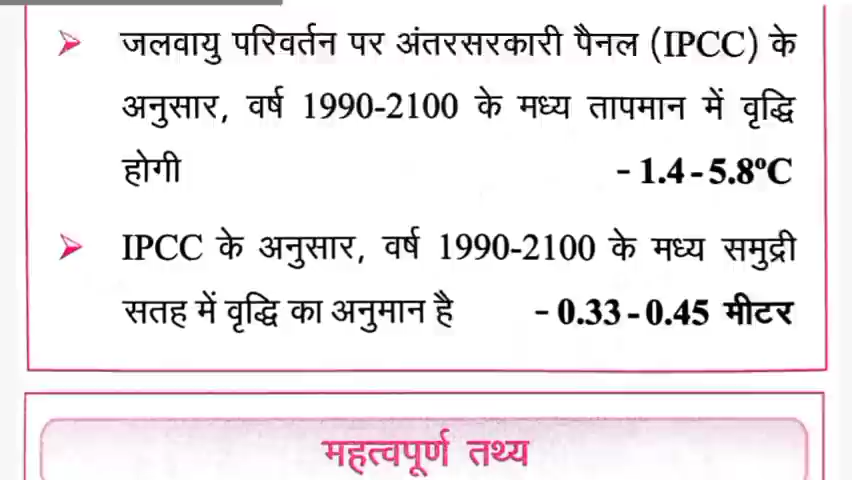 ➢ जलवायु परिवर्तन पर अंतरसरकारी पैनल (IPCC) के
अनुसार, वर्ष 1990-2100 के मध्य तापमान में वृद्धि
होगी - 1.4-5.8ºC
➢ IPCC के अनुसार, वर्ष 1990-2100 के मध्य समुद्री
सतह में वृद्धि का अनुमान है - 0.33-0.45 मीटर
महत्वपूर्ण तथ्य